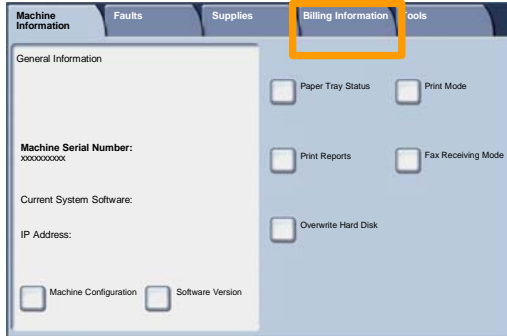 Machine
Information
Faults
Supplies
Billing Information
Tools
General Information
Machine Serial Number:
xxxxxxxxxx
Current System Software:
IP Address:
Machine Configuration
Software Version
Paper Tray Status
Print Mode
Print Reports
Fax Receiving Mode
Overwrite Hard Disk